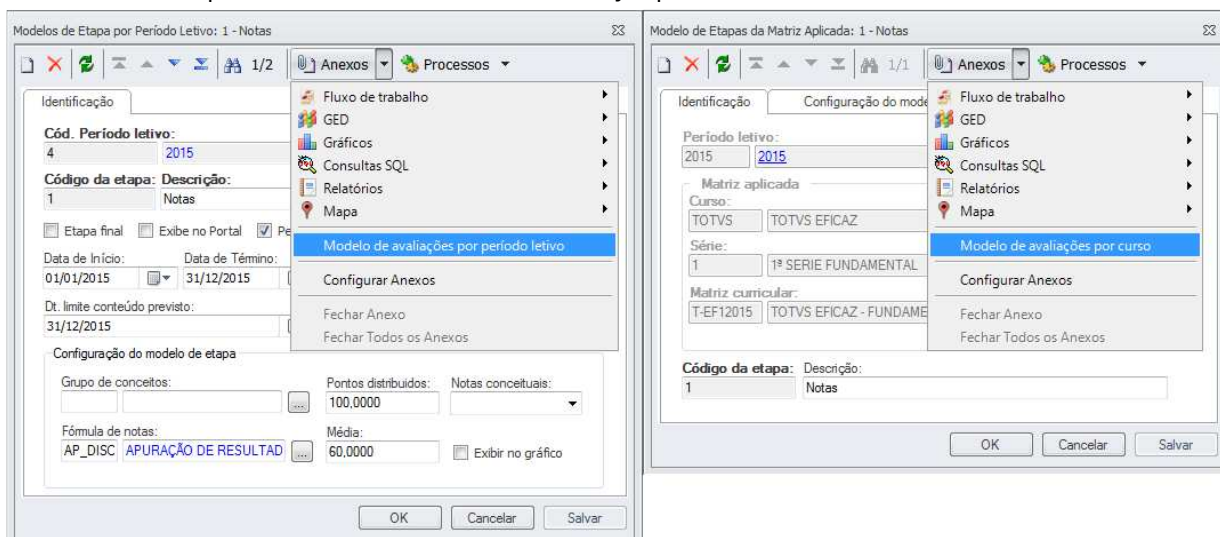 Modelos de Etapa por Período Letivo: 1 - Notas
1/2
Anexos
Processos
Identificação
Cód. Período letivo:
4
2015
Código da etapa:
Descrição:
1
Notas
Etapa final
Exibe no Portal
Data de Início:
Data de Término:
01/01/2015
31/12/2015
Dt. limite conteúdo previsto:
31/12/2015
Configuração do modelo de etapa
Grupo de conceitos:
...
Pontos distribuidos:
100,0000
Notas conceituais:
Fórmula de notas:
AP_DISC
APURAÇÃO DE RESULTAD
...
Média:
60,0000
Exibir no gráfico
OK
Cancelar
Salvar
Fluxo de trabalho
GED
Gráficos
Consultas SQL
Relatórios
Mapa
Modelo de avaliações por período letivo
Configurar Anexos
Fechar Anexo
Fechar Todos os Anexos
Modelo de Etapas da Matriz Aplicada: 1 - Notas
1/1
Anexos
Processos
Identificação
Configuração do mode
Período letivo:
2015
2015
Matriz aplicada
Curso:
TOTVS
TOTVS EFICAZ
Série:
1
1ª SERIE FUNDAMENTAL
Matriz curricular:
T-EF12015
TOTVS EFICAZ - FUNDAME
Código da etapa:
Descrição:
1
Notas
OK
Cancelar
Salvar
Fluxo de trabalho
GED
Gráficos
Consultas SQL
Relatórios
Mapa
Modelo de avaliações por curso
Configurar Anexos
Fechar Anexo
Fechar Todos os Anexos